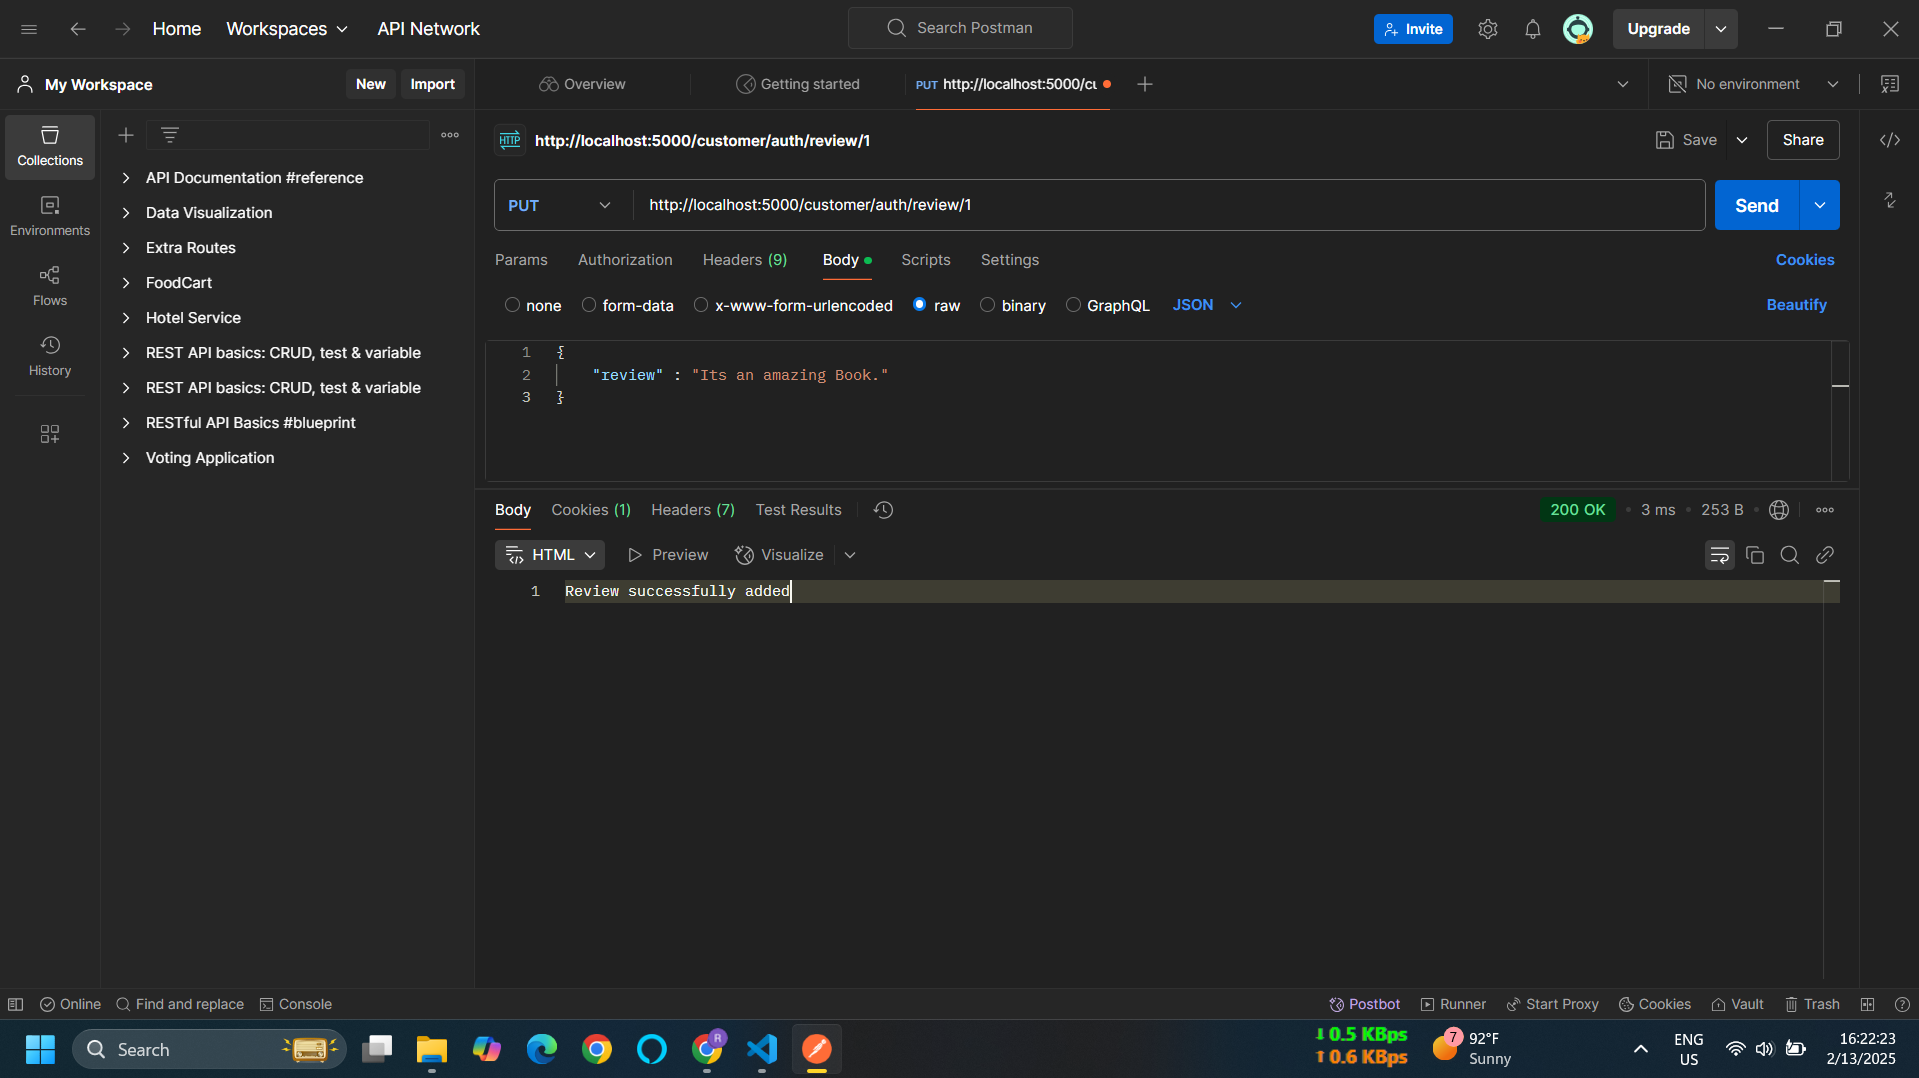 Home Workspaces API Network Search Postman Invite Upgrade
My Workspace New Import Overview Getting started PUT http://localhost:5000/cu No environment
Collections
Environments
Flows
History
API Documentation #reference
Data Visualization
Extra Routes
FoodCart
Hotel Service
REST API basics: CRUD, test & variable
REST API basics: CRUD, test & variable
RESTful API Basics #blueprint
Voting Application
HTTP http://localhost:5000/customer/auth/review/1 Save Share
PUT http://localhost:5000/customer/auth/review/1 Send
Params Authorization Headers (9) Body Scripts Settings Cookies
none form-data x-www-form-urlencoded raw binary GraphQL JSON Beautify
1 {
2 "review" : "Its an amazing Book."
3 }
Body Cookies (1) Headers (7) Test Results 200 OK 3 ms 253 B
HTML Preview Visualize
1 Review successfully added
Online Find and replace Console Postbot Runner Start Proxy Cookies Vault Trash
Search R 0.5 KBps 7 92°F ENG 16:22:23
0.6 KBps Sunny US 2/13/2025